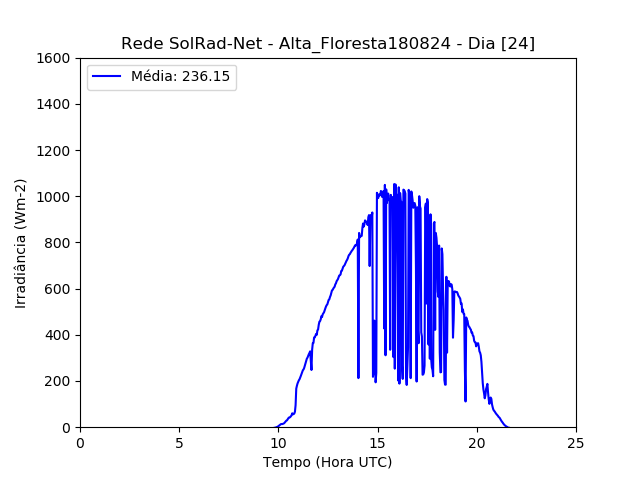 Rede SolRad-Net - Alta_Floresta180824 - Dia [24]
Média: 236.15
Irradiância (Wm-2)
1600
1400
1200
1000
800
600
400
200
0
0 5 10 15 20 25
Tempo (Hora UTC)